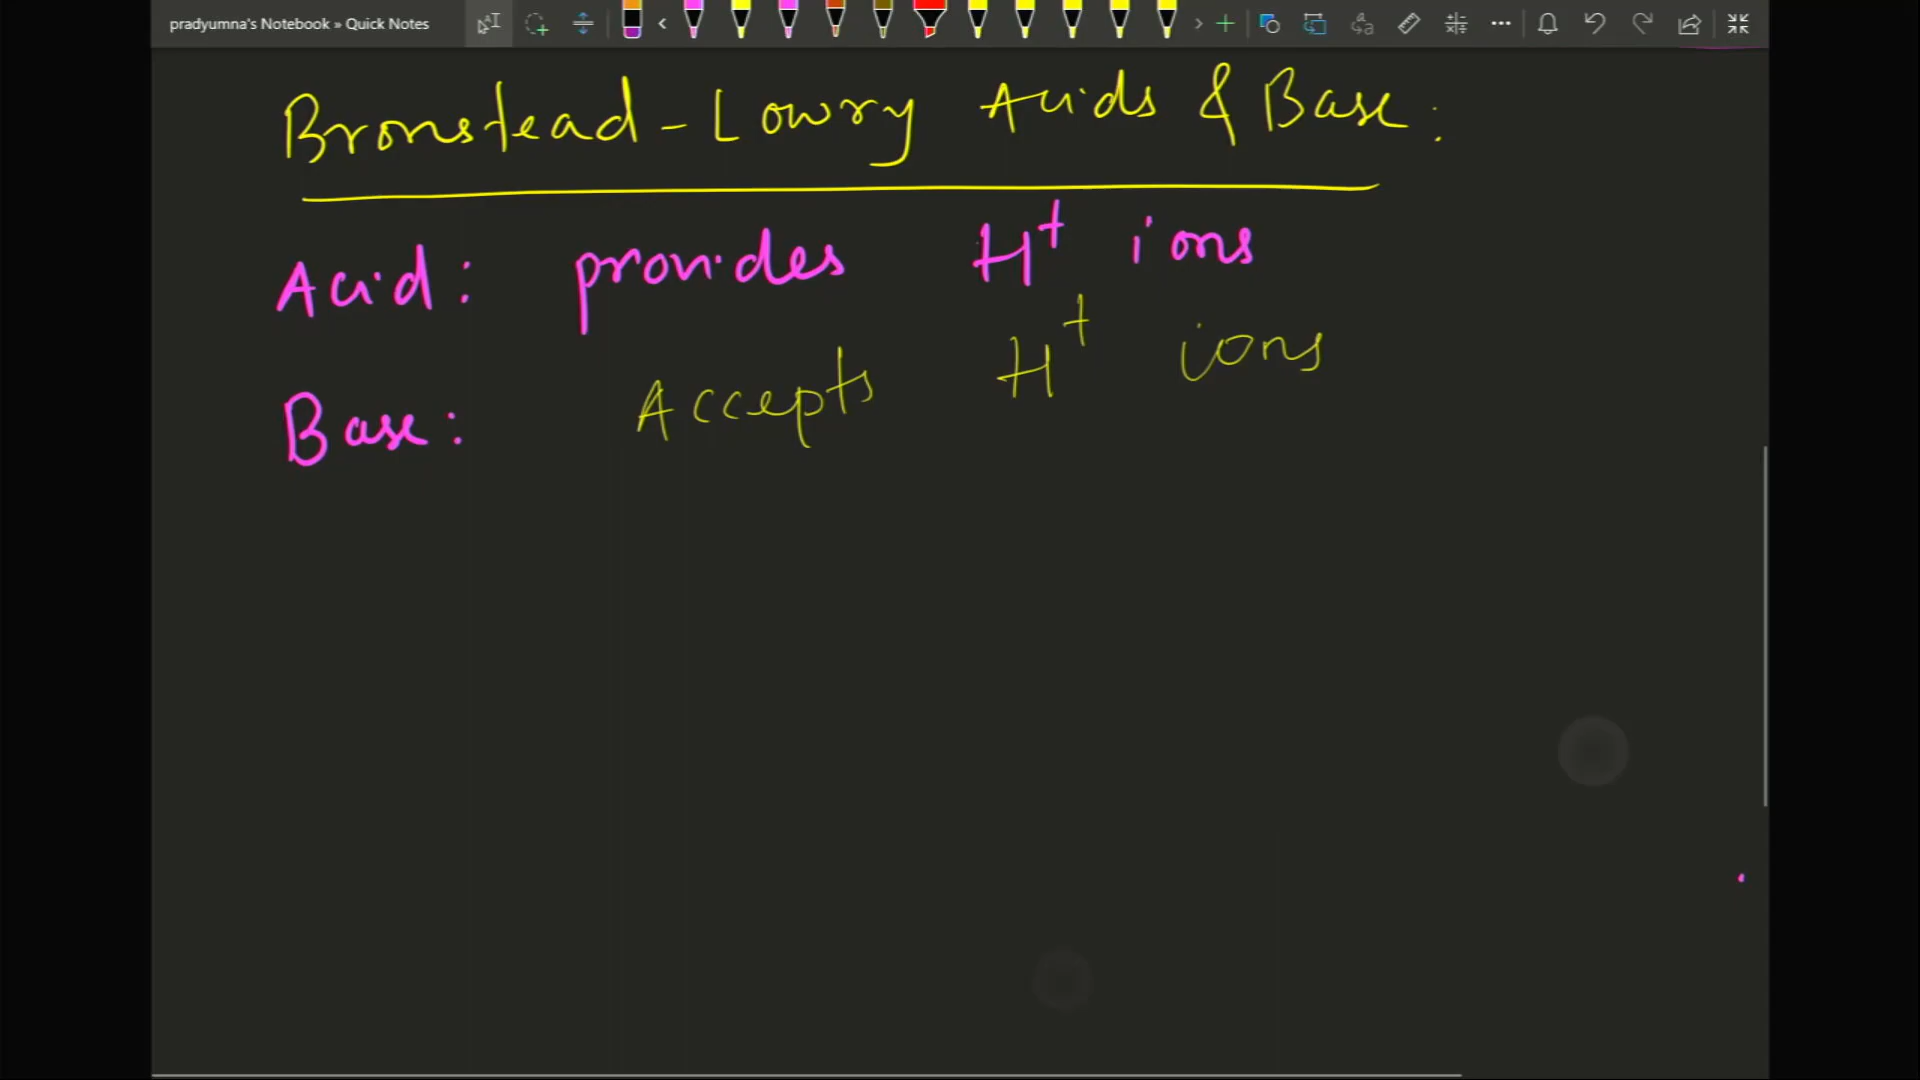 pradyumna's Notebook » Quick Notes
Bronstead - Lowry Acids & Base :
Acid : provides H⁺ ions
Base : Accepts H⁺ ions